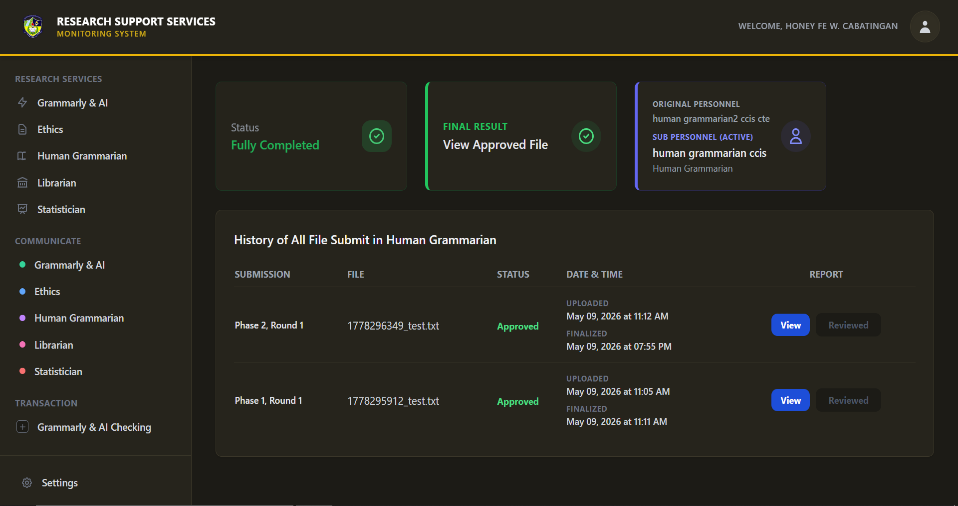 RESEARCH SUPPORT SERVICES
MONITORING SYSTEM
WELCOME, HONEY FE W. CABATINGAN
RESEARCH SERVICES
Grammarly & AI
Ethics
Human Grammarian
Librarian
Statistician
COMMUNICATE
Grammarly & AI
Ethics
Human Grammarian
Librarian
Statistician
TRANSACTION
Grammarly & AI Checking
Settings
Status
Fully Completed
FINAL RESULT
View Approved File
ORIGINAL PERSONNEL
human grammarian2 ccis cte
SUB PERSONNEL (ACTIVE)
human grammarian ccis
Human Grammarian
History of All File Submit in Human Grammarian
SUBMISSION FILE STATUS DATE & TIME REPORT
UPLOADED
Phase 2, Round 1 1778296349_test.txt Approved May 09, 2026 at 11:12 AM View Reviewed
FINALIZED
May 09, 2026 at 07:55 PM
UPLOADED
Phase 1, Round 1 1778295912_test.txt Approved May 09, 2026 at 11:05 AM View Reviewed
FINALIZED
May 09, 2026 at 11:11 AM